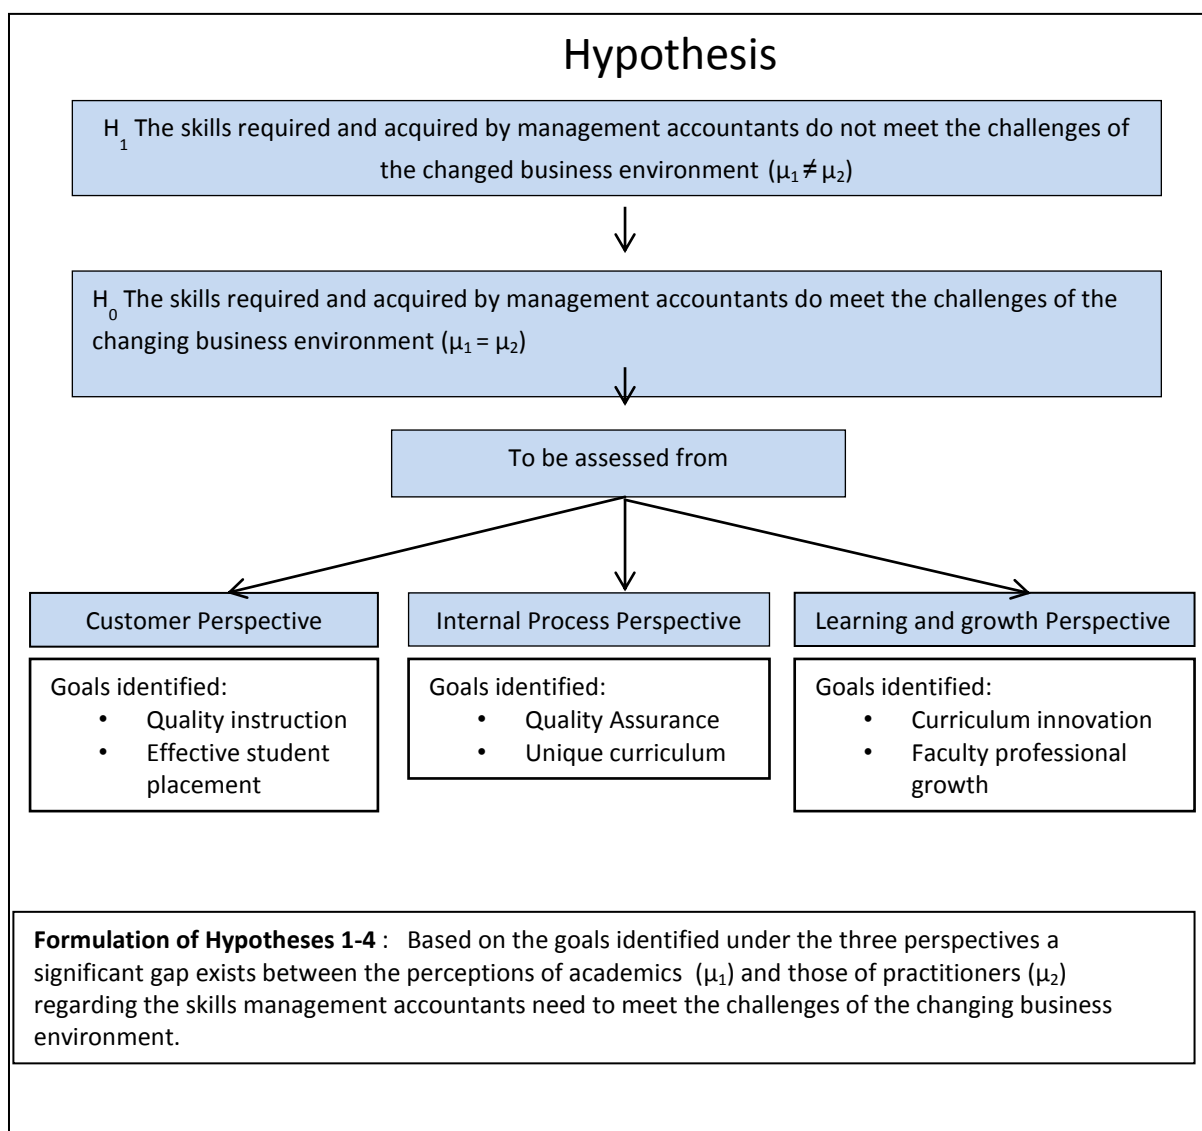 Hypothesis
H₁ The skills required and acquired by management accountants do not meet the challenges of
the changed business environment (µ₁ ≠ µ₂)
H₀ The skills required and acquired by management accountants do meet the challenges of the
changing business environment (µ₁ = µ₂)
To be assessed from
Customer Perspective
Goals identified:
• Quality instruction
• Effective student
placement
Internal Process Perspective
Goals identified:
• Quality Assurance
• Unique curriculum
Learning and growth Perspective
Goals identified:
• Curriculum innovation
• Faculty professional
growth
Formulation of Hypotheses 1-4 : Based on the goals identified under the three perspectives a
significant gap exists between the perceptions of academics (µ₁) and those of practitioners (µ₂)
regarding the skills management accountants need to meet the challenges of the changing business
environment.